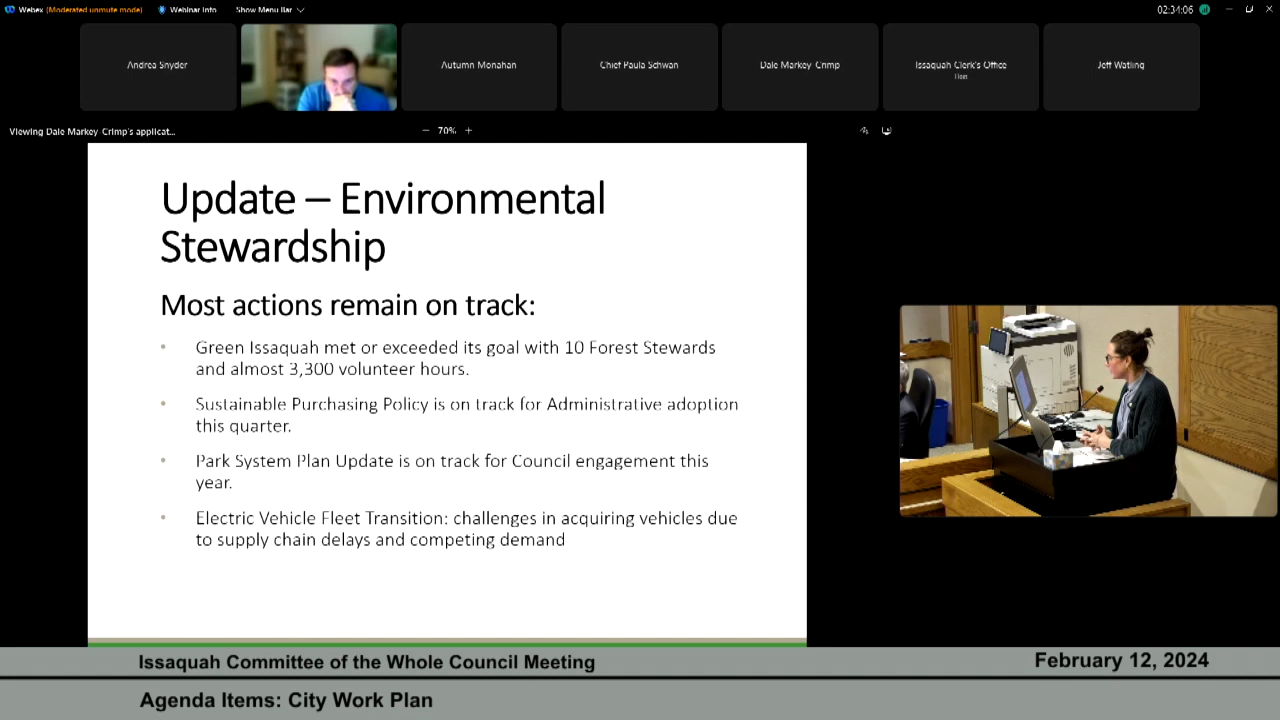 Webex (Moderated unmute mode) Webinar Info Show Menu Bar 02:34:06
Andrea Snyder
Autumn Monahan
Chief Paula Schwan
Dale Markey-Crimp
Issaquah Clerk's Office
Host
Jeff Watling
Viewing Dale Markey-Crimp's applicat... − 70% +
Update – Environmental
Stewardship
Most actions remain on track:
• Green Issaquah met or exceeded its goal with 10 Forest Stewards
and almost 3,300 volunteer hours.
• Sustainable Purchasing Policy is on track for Administrative adoption
this quarter.
• Park System Plan Update is on track for Council engagement this
year.
• Electric Vehicle Fleet Transition: challenges in acquiring vehicles due
to supply chain delays and competing demand
Issaquah Committee of the Whole Council Meeting February 12, 2024
Agenda Items: City Work Plan